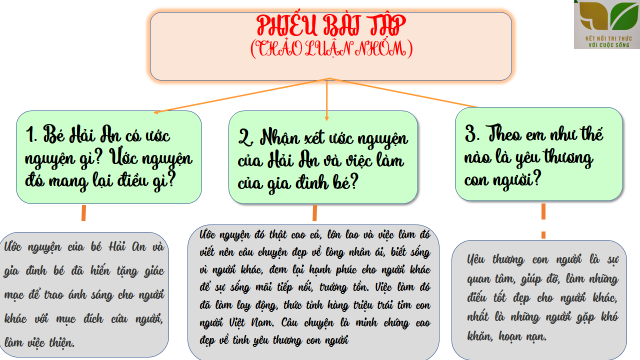 PHIẾU BÀI TẬP
(THẢO LUẬN NHÓM)
KẾT NỐI TRI THỨC
VỚI CUỘC SỐNG
1. Bé Hải An có ước
nguyện gì? Ước nguyện
đó mang lại điều gì?
2. Nhận xét ước nguyện
của Hải An và việc làm
của gia đình bé?
3. Theo em như thế
nào là yêu thương
con người?
Ước nguyện của bé Hải An và
gia đình bé đã hiến tặng giác
mạc để trao ánh sáng cho người
khác với mục đích cứu người,
làm việc thiện.
Ước nguyện đó thật cao cả, lớn lao và việc làm đó
viết nên câu chuyện đẹp về lòng nhân ái, biết sống
vì người khác, đem lại hạnh phúc cho người khác
để sự sống mãi tiếp nối, trường tồn. Việc làm đó
đã làm lay động, thức tỉnh hàng triệu trái tim con
người Việt Nam. Câu chuyện là minh chứng cao
đẹp về tình yêu thương con người
Yêu thương con người là sự
quan tâm, giúp đỡ, làm những
điều tốt đẹp cho người khác,
nhất là những người gặp khó
khăn, hoạn nạn.